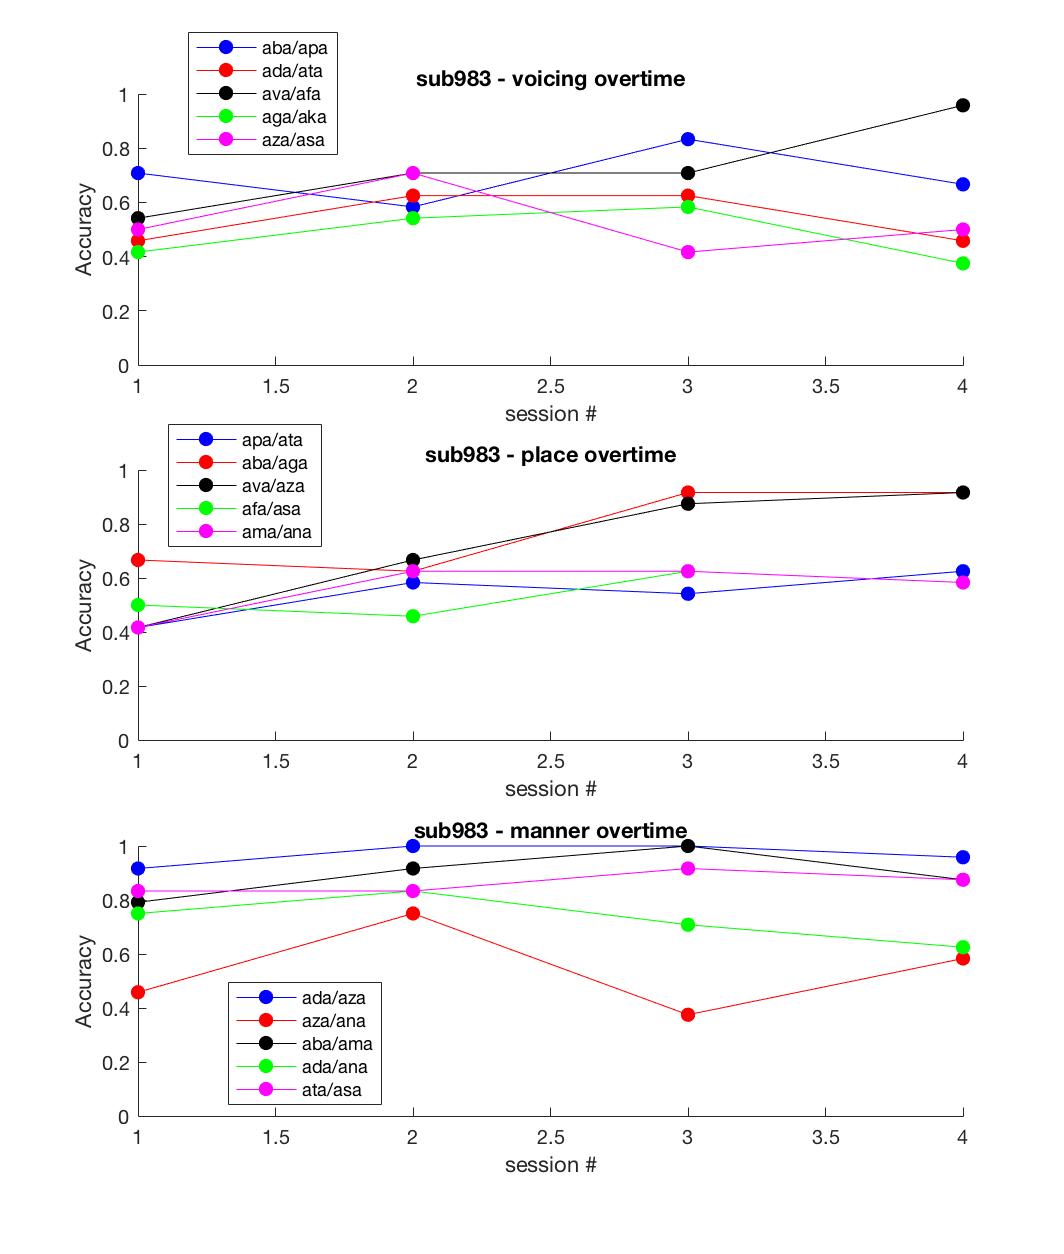 aba/apa
ada/ata
ava/afa
aga/aka
aza/asa
sub983 - voicing overtime
1
0.8
0.6
0.4
0.2
0
Accuracy
1 1.5 2 2.5 3 3.5 4
session #
apa/ata
aba/aga
ava/aza
afa/asa
ama/ana
sub983 - place overtime
1
0.8
0.6
0.4
0.2
0
Accuracy
1 1.5 2 2.5 3 3.5 4
session #
sub983 - manner overtime
1
0.8
0.6
0.4
0.2
0
Accuracy
ada/aza
aza/ana
aba/ama
ada/ana
ata/asa
1 1.5 2 2.5 3 3.5 4
session #